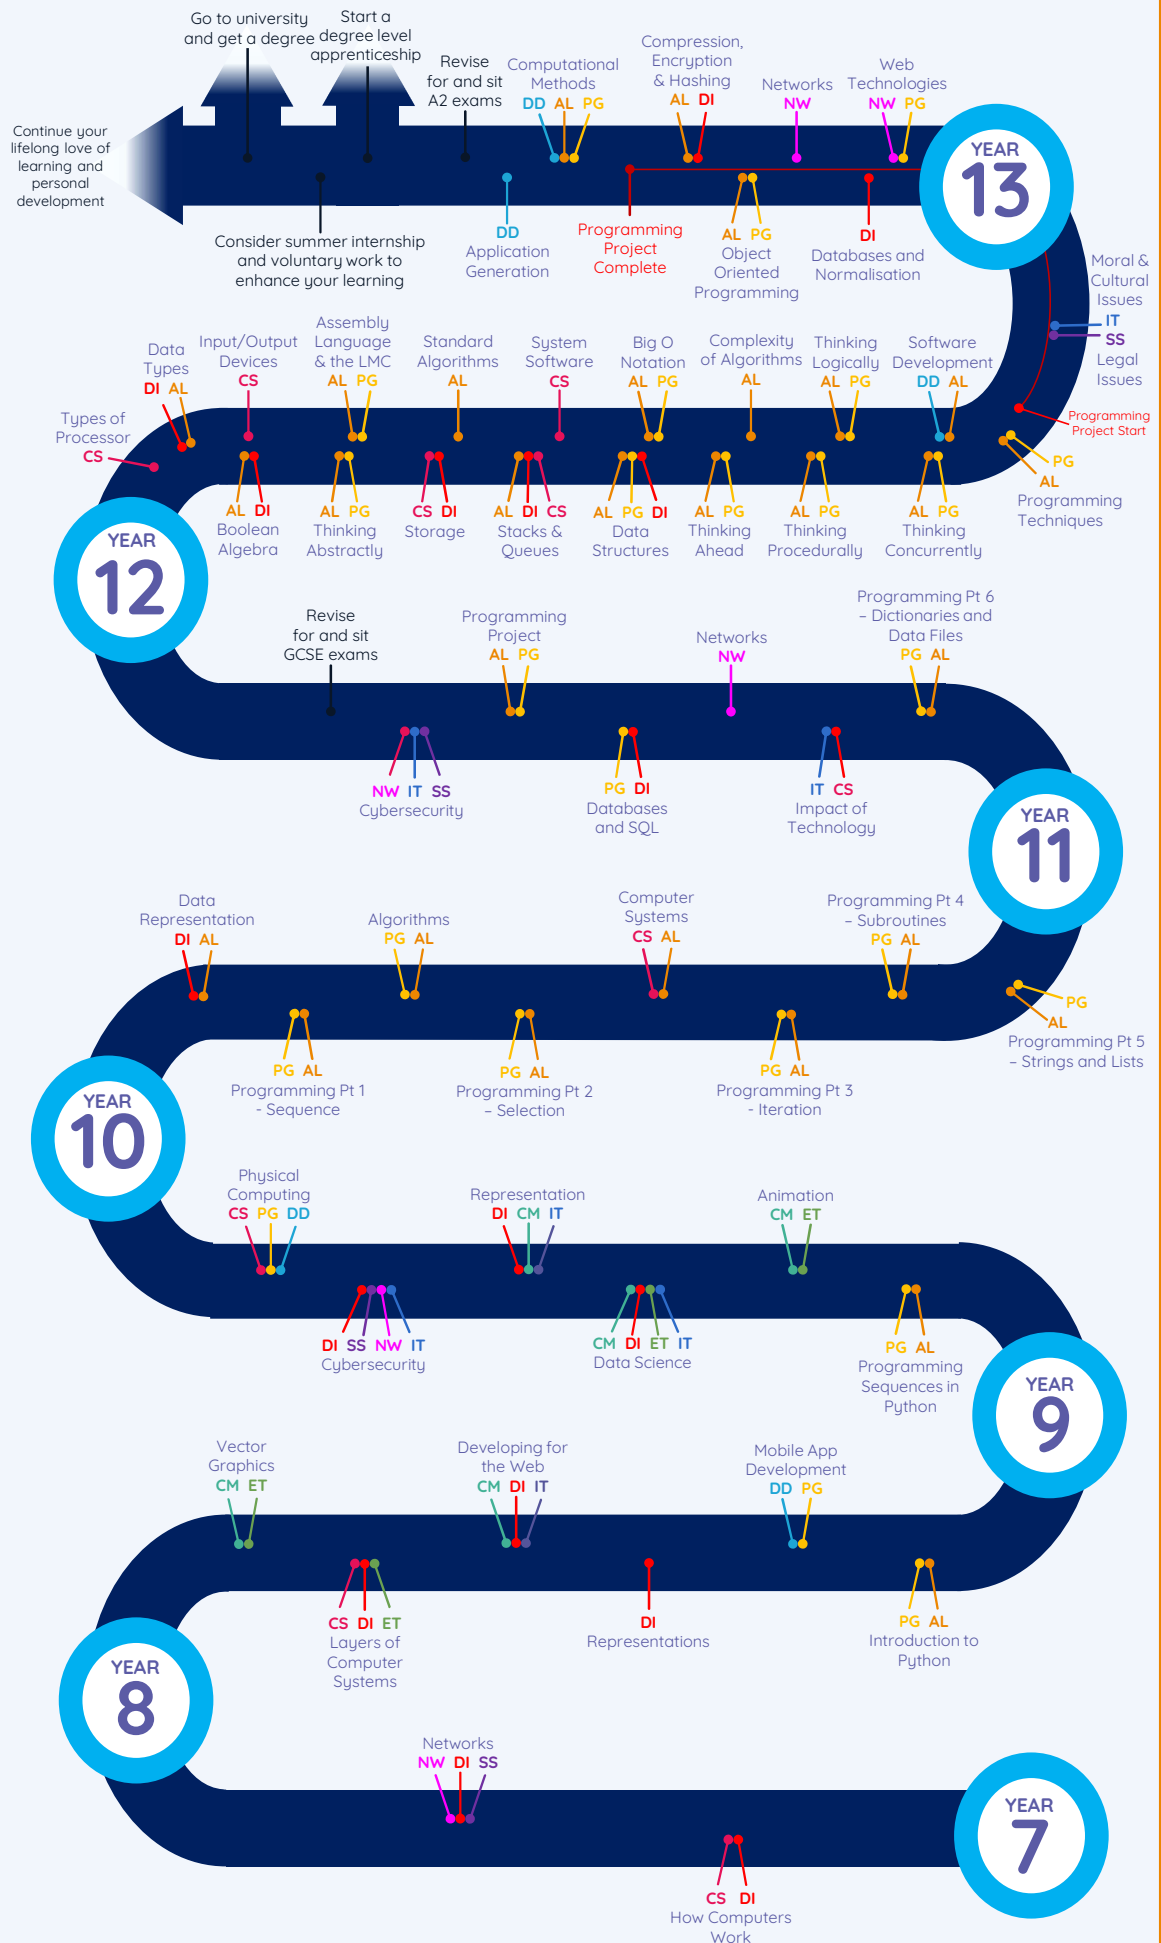 Go to university
and get a degree
Start a
degree level
apprenticeship
Revise
for and sit
A2 exams
Computational
Methods
DD AL PG
Compression,
Encryption
& Hashing
AL DI
Networks
NW
Web
Technologies
NW PG
Continue your
lifelong love of
learning and
personal
development
YEAR
13
Consider summer internship
and voluntary work to
enhance your learning
DD
Application
Generation
Programming
Project
Complete
AL PG
Object
Oriented
Programming
DI
Databases and
Normalisation
Moral &
Cultural
Issues
IT
SS
Legal
Issues
Programming
Project Start
PG
AL
Programming
Techniques
Types of
Processor
CS
Data
Types
DI AL
Input/Output
Devices
CS
Assembly
Language
& the LMC
AL PG
Standard
Algorithms
AL
System
Software
CS
Big O
Notation
AL PG
Complexity
of Algorithms
AL
Thinking
Logically
AL PG
Software
Development
DD AL
AL DI
Boolean
Algebra
AL PG
Thinking
Abstractly
CS DI
Storage
AL DI CS
Stacks &
Queues
AL PG DI
Data
Structures
AL PG
Thinking
Ahead
AL PG
Thinking
Procedurally
AL PG
Thinking
Concurrently
YEAR
12
Revise
for and sit
GCSE exams
Programming
Project
AL PG
Networks
NW
Programming Pt 6
– Dictionaries and
Data Files
PG AL
NW IT SS
Cybersecurity
PG DI
Databases
and SQL
IT CS
Impact of
Technology
YEAR
11
Data
Representation
DI AL
Algorithms
PG AL
Computer
Systems
CS AL
Programming Pt 4
– Subroutines
PG AL
PG
AL
Programming Pt 5
– Strings and Lists
PG AL
Programming Pt 1
- Sequence
PG AL
Programming Pt 2
– Selection
PG AL
Programming Pt 3
- Iteration
YEAR
10
Physical
Computing
CS PG DD
Representation
DI CM IT
Animation
CM ET
DI SS NW IT
Cybersecurity
CM DI ET IT
Data Science
PG AL
Programming
Sequences in
Python
YEAR
9
Vector
Graphics
CM ET
Developing for
the Web
CM DI IT
Mobile App
Development
DD PG
CS DI ET
Layers of
Computer
Systems
DI
Representations
PG AL
Introduction to
Python
YEAR
8
Networks
NW DI SS
YEAR
7
CS DI
How Computers
Work